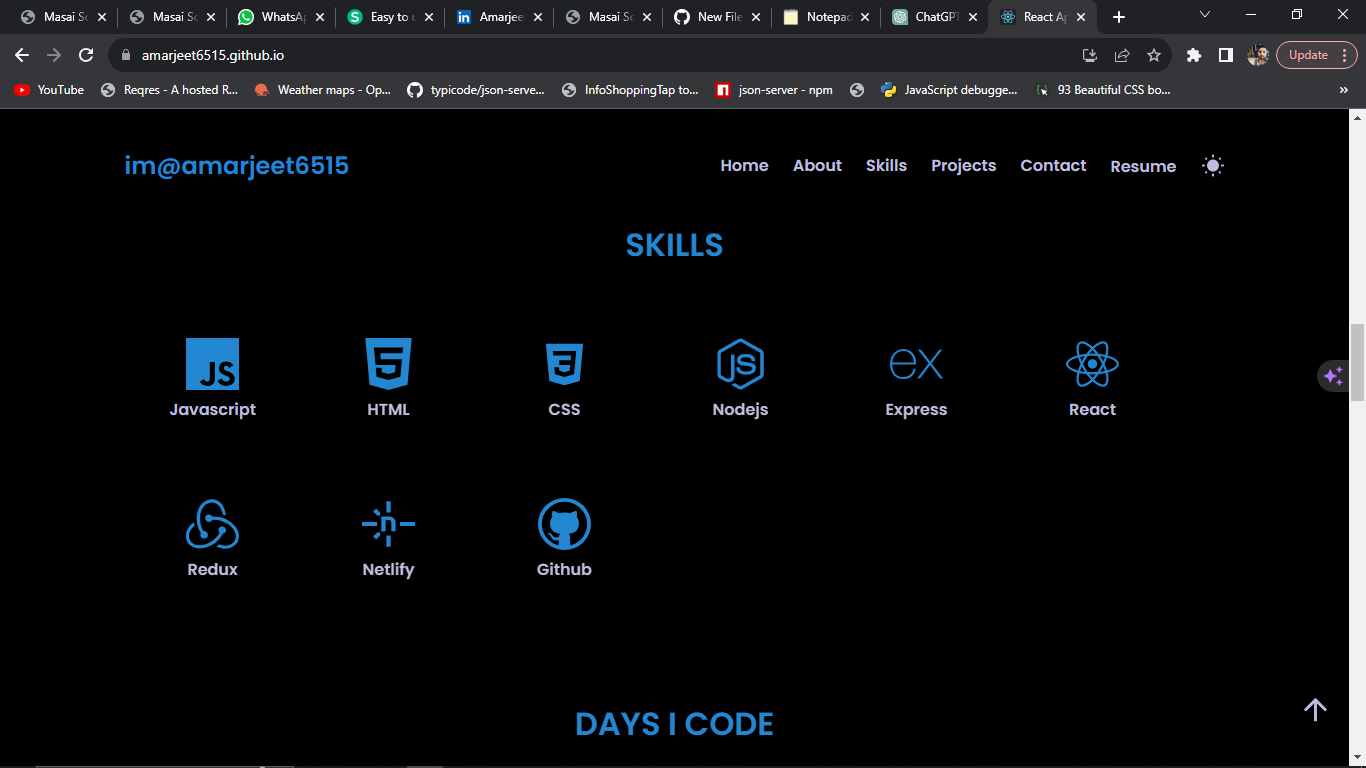 Masai Sc
Masai Sc
WhatsAp
Easy to u
Amarjee
Masai Sc
New File
Notepad
ChatGPT
React Ap
amarjeet6515.github.io
Update
YouTube
Reqres - A hosted R...
Weather maps - Op...
typicode/json-serve...
InfoShoppingTap to...
json-server - npm
JavaScript debugge...
93 Beautiful CSS bo...
»
im@amarjeet6515
Home About Skills Projects Contact Resume
SKILLS
JS
Javascript
5
HTML
3
CSS
JS
Nodejs
ex
Express
React
Redux
n
Netlify
Github
DAYS I CODE